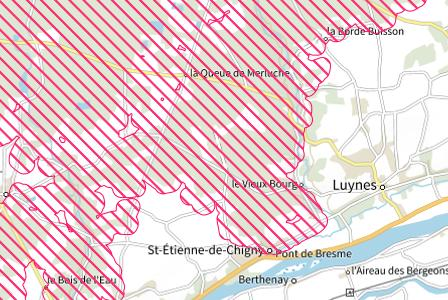 la Borde Buisson
la Queue de Merluche
le Vieux Bourg
Luynes
St-Étienne-de-Chigny
Pont de Bresme
l'Aireau des Bergeons
le Bois de l'Eau
Berthenay